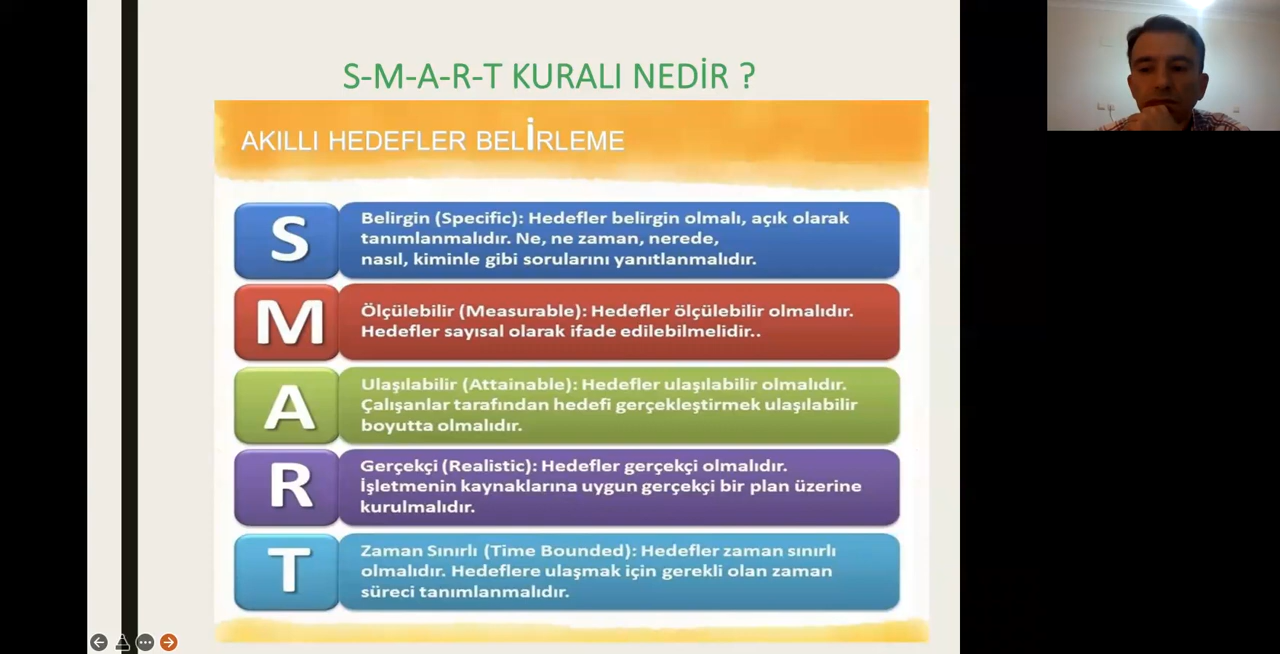 S-M-A-R-T KURALI NEDİR ?
AKILLI HEDEFLER BELİRLEME
S
Belirgin (Specific): Hedefler belirgin olmalı, açık olarak
tanımlanmalıdır. Ne, ne zaman, nerede,
nasıl, kiminle gibi sorularını yanıtlanmalıdır.
M
Ölçülebilir (Measurable): Hedefler ölçülebilir olmalıdır.
Hedefler sayısal olarak ifade edilebilmelidir..
A
Ulaşılabilir (Attainable): Hedefler ulaşılabilir olmalıdır.
Çalışanlar tarafından hedefi gerçekleştirmek ulaşılabilir
boyutta olmalıdır.
R
Gerçekçi (Realistic): Hedefler gerçekçi olmalıdır.
İşletmenin kaynaklarına uygun gerçekçi bir plan üzerine
kurulmalıdır.
T
Zaman Sınırlı (Time Bounded): Hedefler zaman sınırlı
olmalıdır. Hedeflere ulaşmak için gerekli olan zaman
süreci tanımlanmalıdır.